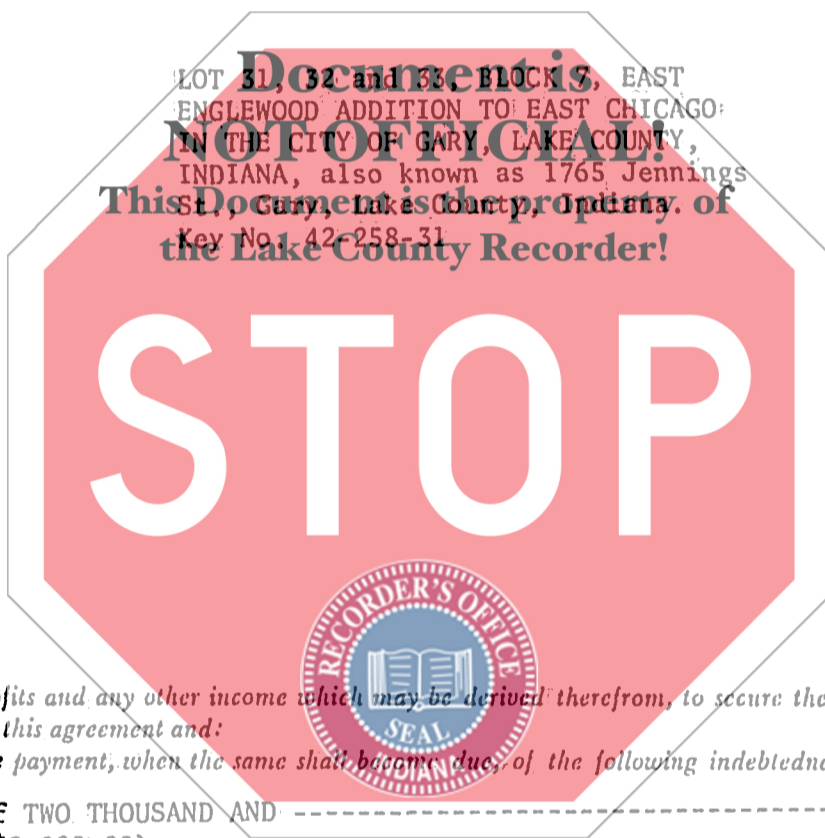 Document is
LOT 31, 32 and 33, BLOCK 7, EAST
ENGLEWOOD ADDITION TO EAST CHICAGO
NOT OFFICIAL!
IN THE CITY OF GARY, LAKE COUNTY,
INDIANA, also known as 1765 Jennings
This Document is the property of
St., Gary, Lake County, Indiana.
Key No. 42-258-31
the Lake County Recorder!
STOP
RECORDER'S OFFICE
SEAL
INDIANA
fits and any other income which may be derived therefrom, to secure the
this agreement and:
payment, when the same shall become due, of the following indebtedne
TWO THOUSAND AND --------------------------------